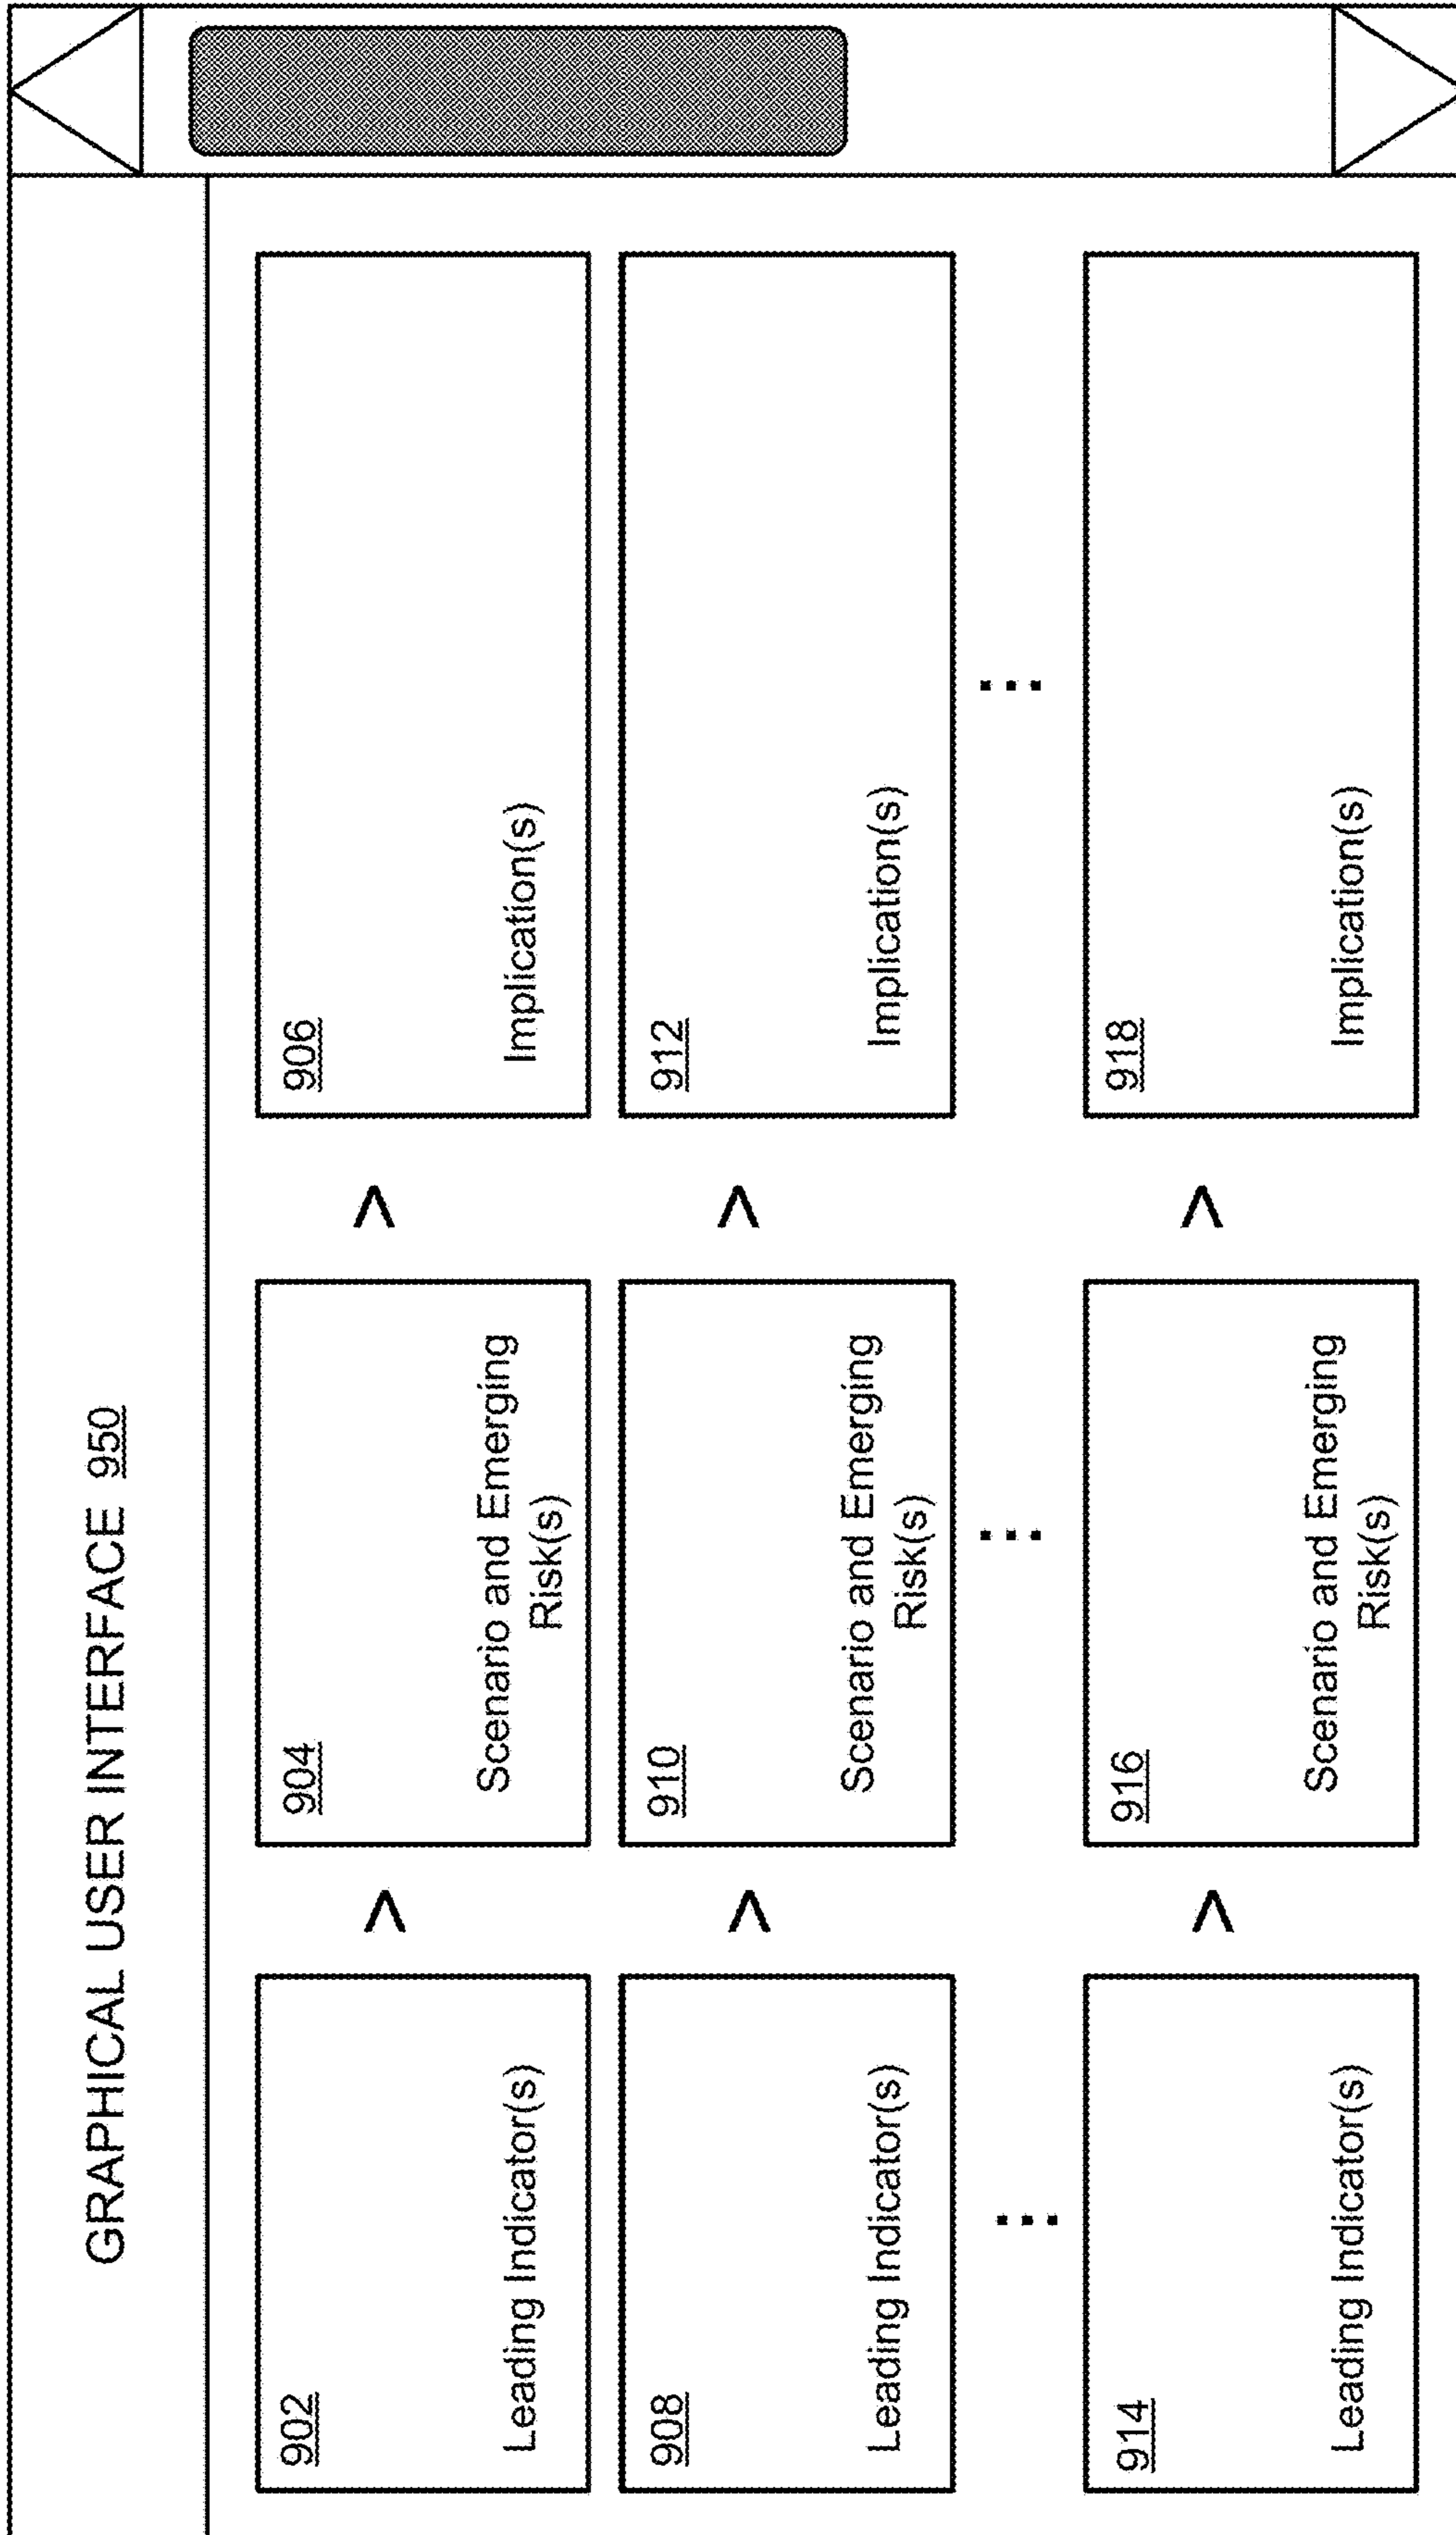 GRAPHICAL USER INTERFACE 950
902
Leading Indicator(s)
>
904
Scenario and Emerging
Risk(s)
>
906
Implication(s)
908
Leading Indicator(s)
>
910
Scenario and Emerging
Risk(s)
>
912
Implication(s)
...
...
...
914
Leading Indicator(s)
>
916
Scenario and Emerging
Risk(s)
>
918
Implication(s)